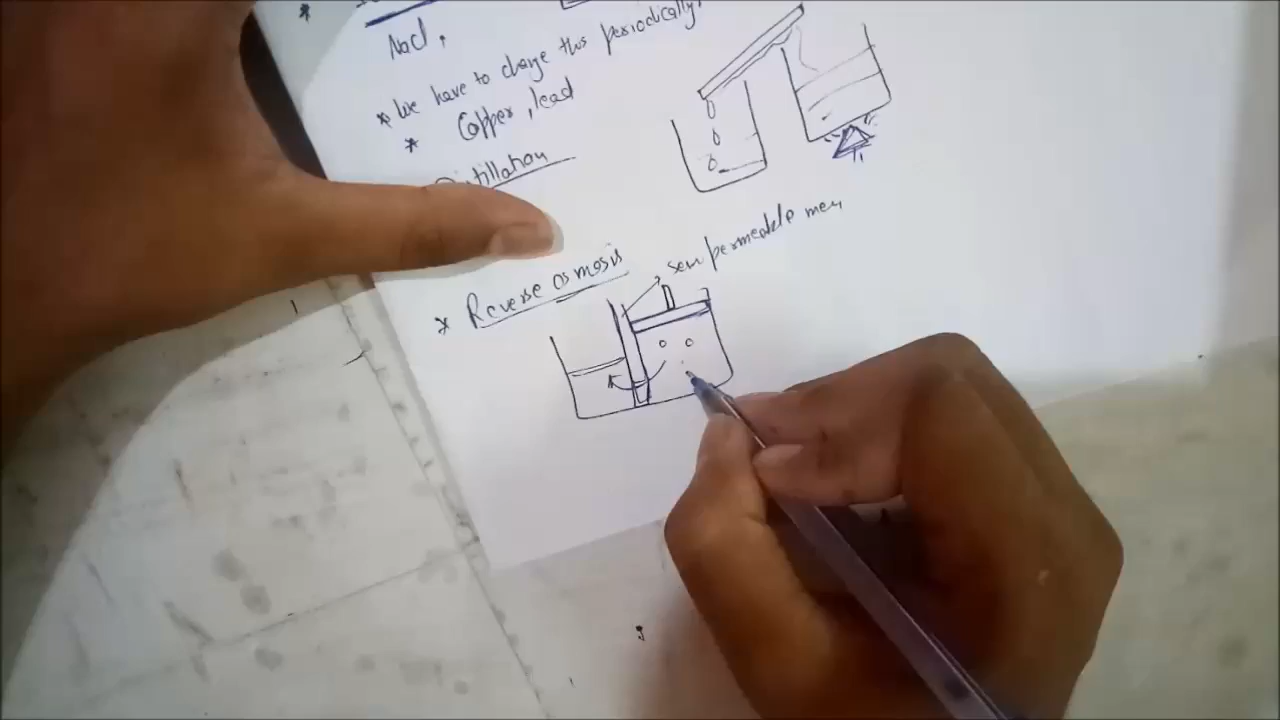 *
NaCl,
* We have to change this periodically.
* Copper, lead
Distillation
* Reverse osmosis
semi permeable mem